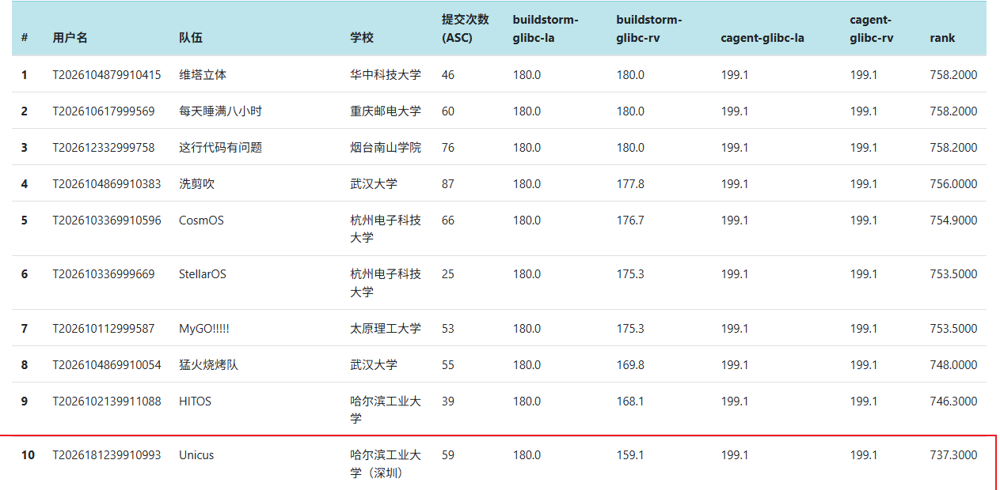 # 用户名 队伍 学校 提交次数(ASC) buildstorm-glibc-la buildstorm-glibc-rv cagent-glibc-la cagent-glibc-rv rank
1 T2026104879910415 维塔立体 华中科技大学 46 180.0 180.0 199.1 199.1 758.2000
2 T202610617999569 每天睡满八小时 重庆邮电大学 60 180.0 180.0 199.1 199.1 758.2000
3 T202612332999758 这行代码有问题 烟台南山学院 76 180.0 180.0 199.1 199.1 758.2000
4 T2026104869910383 洗剪吹 武汉大学 87 180.0 177.8 199.1 199.1 756.0000
5 T2026103369910596 CosmOS 杭州电子科技大学 66 180.0 176.7 199.1 199.1 754.9000
6 T202610336999669 StellarOS 杭州电子科技大学 25 180.0 175.3 199.1 199.1 753.5000
7 T202610112999587 MyGO!!!!! 太原理工大学 53 180.0 175.3 199.1 199.1 753.5000
8 T2026104869910054 猛火烧烤队 武汉大学 55 180.0 169.8 199.1 199.1 748.0000
9 T2026102139911088 HITOS 哈尔滨工业大学 39 180.0 168.1 199.1 199.1 746.3000
10 T2026181239910993 Unicus 哈尔滨工业大学（深圳） 59 180.0 159.1 199.1 199.1 737.3000